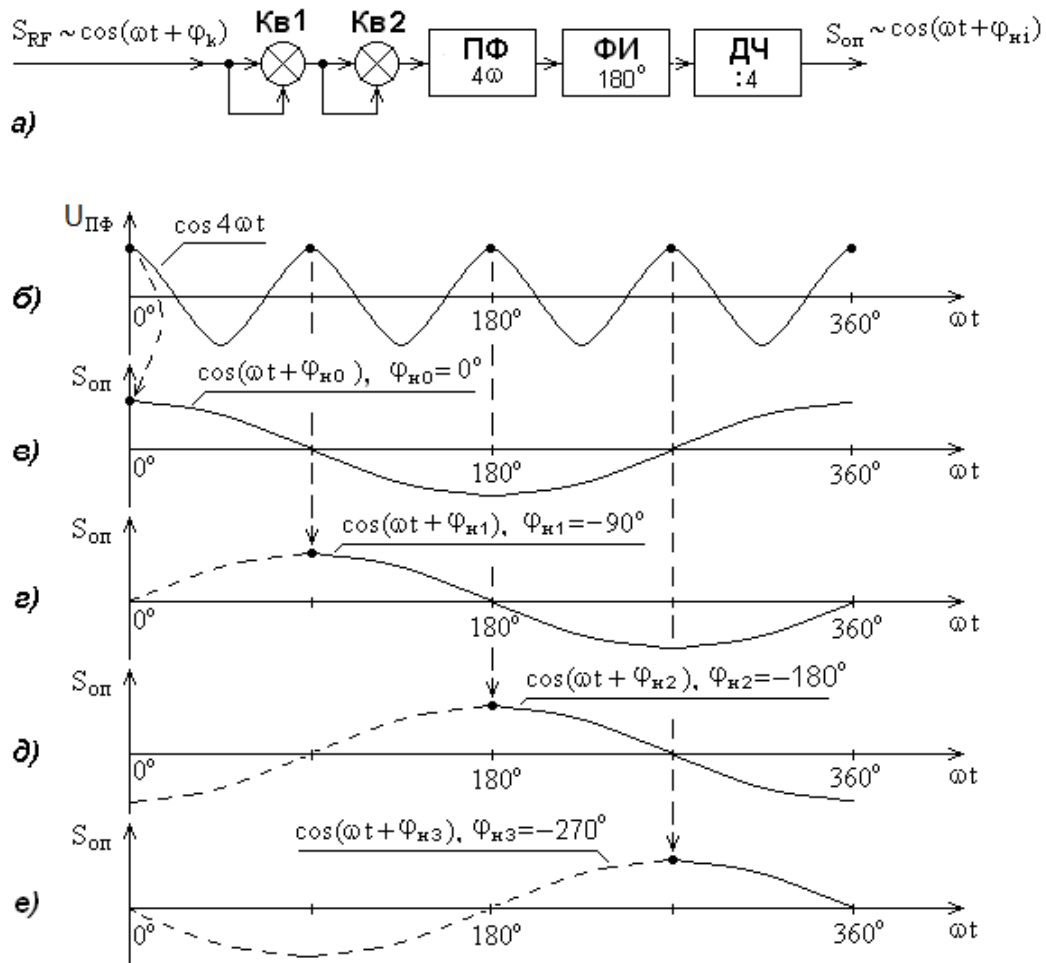 S_RF ~ cos(ωt + φ_k)
Кв1
Кв2
ПФ
4ω
ФИ
180°
ДЧ
:4
S_оп ~ cos(ωt+φ_нi)
а)
U_ПФ
cos 4ωt
б)
0°
180°
360°
ωt
S_оп
cos(ωt+φ_н0), φ_н0=0°
в)
0°
180°
360°
ωt
S_оп
cos(ωt+φ_н1), φ_н1=−90°
г)
0°
180°
360°
ωt
S_оп
cos(ωt+φ_н2), φ_н2=−180°
д)
0°
180°
360°
ωt
S_оп
cos(ωt+φ_н3), φ_н3=−270°
е)
0°
180°
360°
ωt